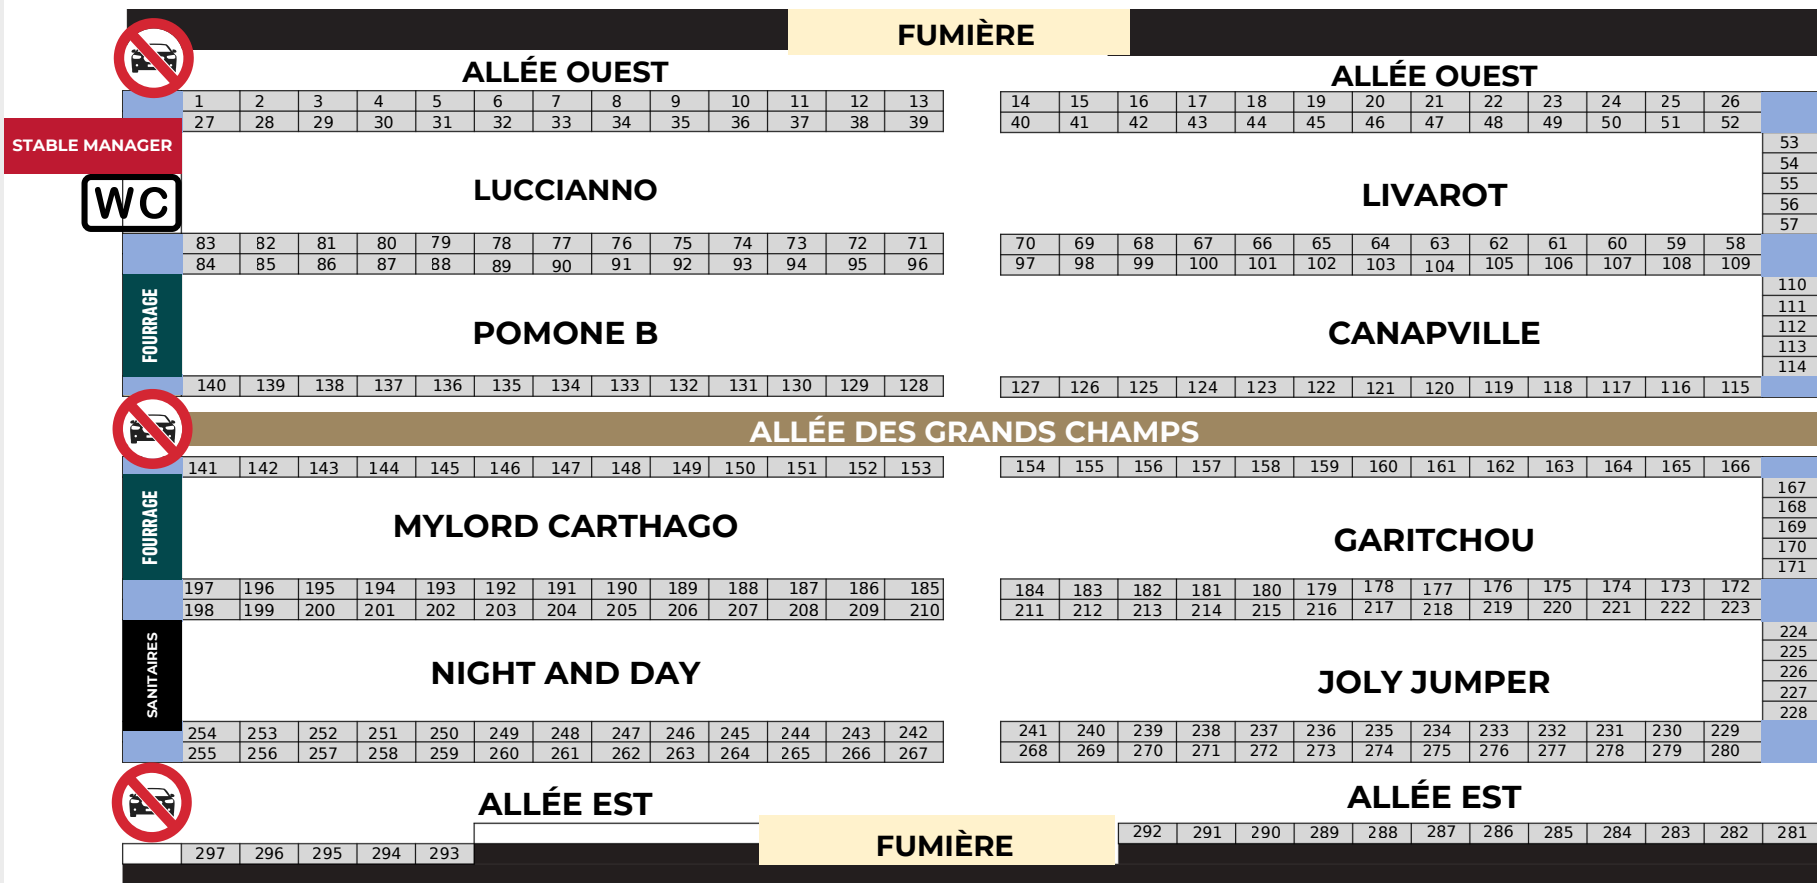 FUMIÈRE
ALLÉE OUEST ALLÉE OUEST
1 2 3 4 5 6 7 8 9 10 11 12 13 14 15 16 17 18 19 20 21 22 23 24 25 26
27 28 29 30 31 32 33 34 35 36 37 38 39 40 41 42 43 44 45 46 47 48 49 50 51 52
STABLE MANAGER
53
54
55
56
57
WC
LUCCIANNO LIVAROT
83 82 81 80 79 78 77 76 75 74 73 72 71 70 69 68 67 66 65 64 63 62 61 60 59 58
84 85 86 87 88 89 90 91 92 93 94 95 96 97 98 99 100 101 102 103 104 105 106 107 108 109
110
111
112
113
114
FOURRAGE
POMONE B CANAPVILLE
140 139 138 137 136 135 134 133 132 131 130 129 128 127 126 125 124 123 122 121 120 119 118 117 116 115
ALLÉE DES GRANDS CHAMPS
141 142 143 144 145 146 147 148 149 150 151 152 153 154 155 156 157 158 159 160 161 162 163 164 165 166
167
168
169
170
171
FOURRAGE
MYLORD CARTHAGO GARITCHOU
197 196 195 194 193 192 191 190 189 188 187 186 185 184 183 182 181 180 179 178 177 176 175 174 173 172
198 199 200 201 202 203 204 205 206 207 208 209 210 211 212 213 214 215 216 217 218 219 220 221 222 223
224
225
226
227
228
SANITAIRES
NIGHT AND DAY JOLY JUMPER
254 253 252 251 250 249 248 247 246 245 244 243 242 241 240 239 238 237 236 235 234 233 232 231 230 229
255 256 257 258 259 260 261 262 263 264 265 266 267 268 269 270 271 272 273 274 275 276 277 278 279 280
ALLÉE EST ALLÉE EST
292 291 290 289 288 287 286 285 284 283 282 281
FUMIÈRE
297 296 295 294 293